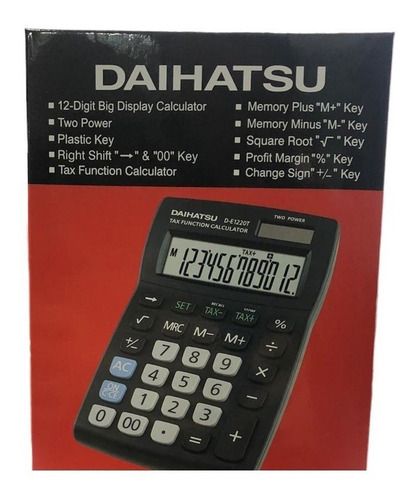 DAIHATSU
■ 12-Digit Big Display Calculator
■ Two Power
■ Plastic Key
■ Right Shift "→" & "00" Key
■ Tax Function Calculator
■ Memory Plus "M+" Key
■ Memory Minus "M-" Key
■ Square Root "√ " Key
■ Profit Margin "%" Key
■ Change Sign "+/−" Key
DAIHATSU D-E1220T
TAX FUNCTION CALCULATOR
TWO POWER
TAX+
M 123456789012.
→ SET TAX− TAX+ %
√ MRC M− M+ ÷
+/− 7 8 9 ×
AC 4 5 6 −
ON C·CE 1 2 3 +
0 00 · =